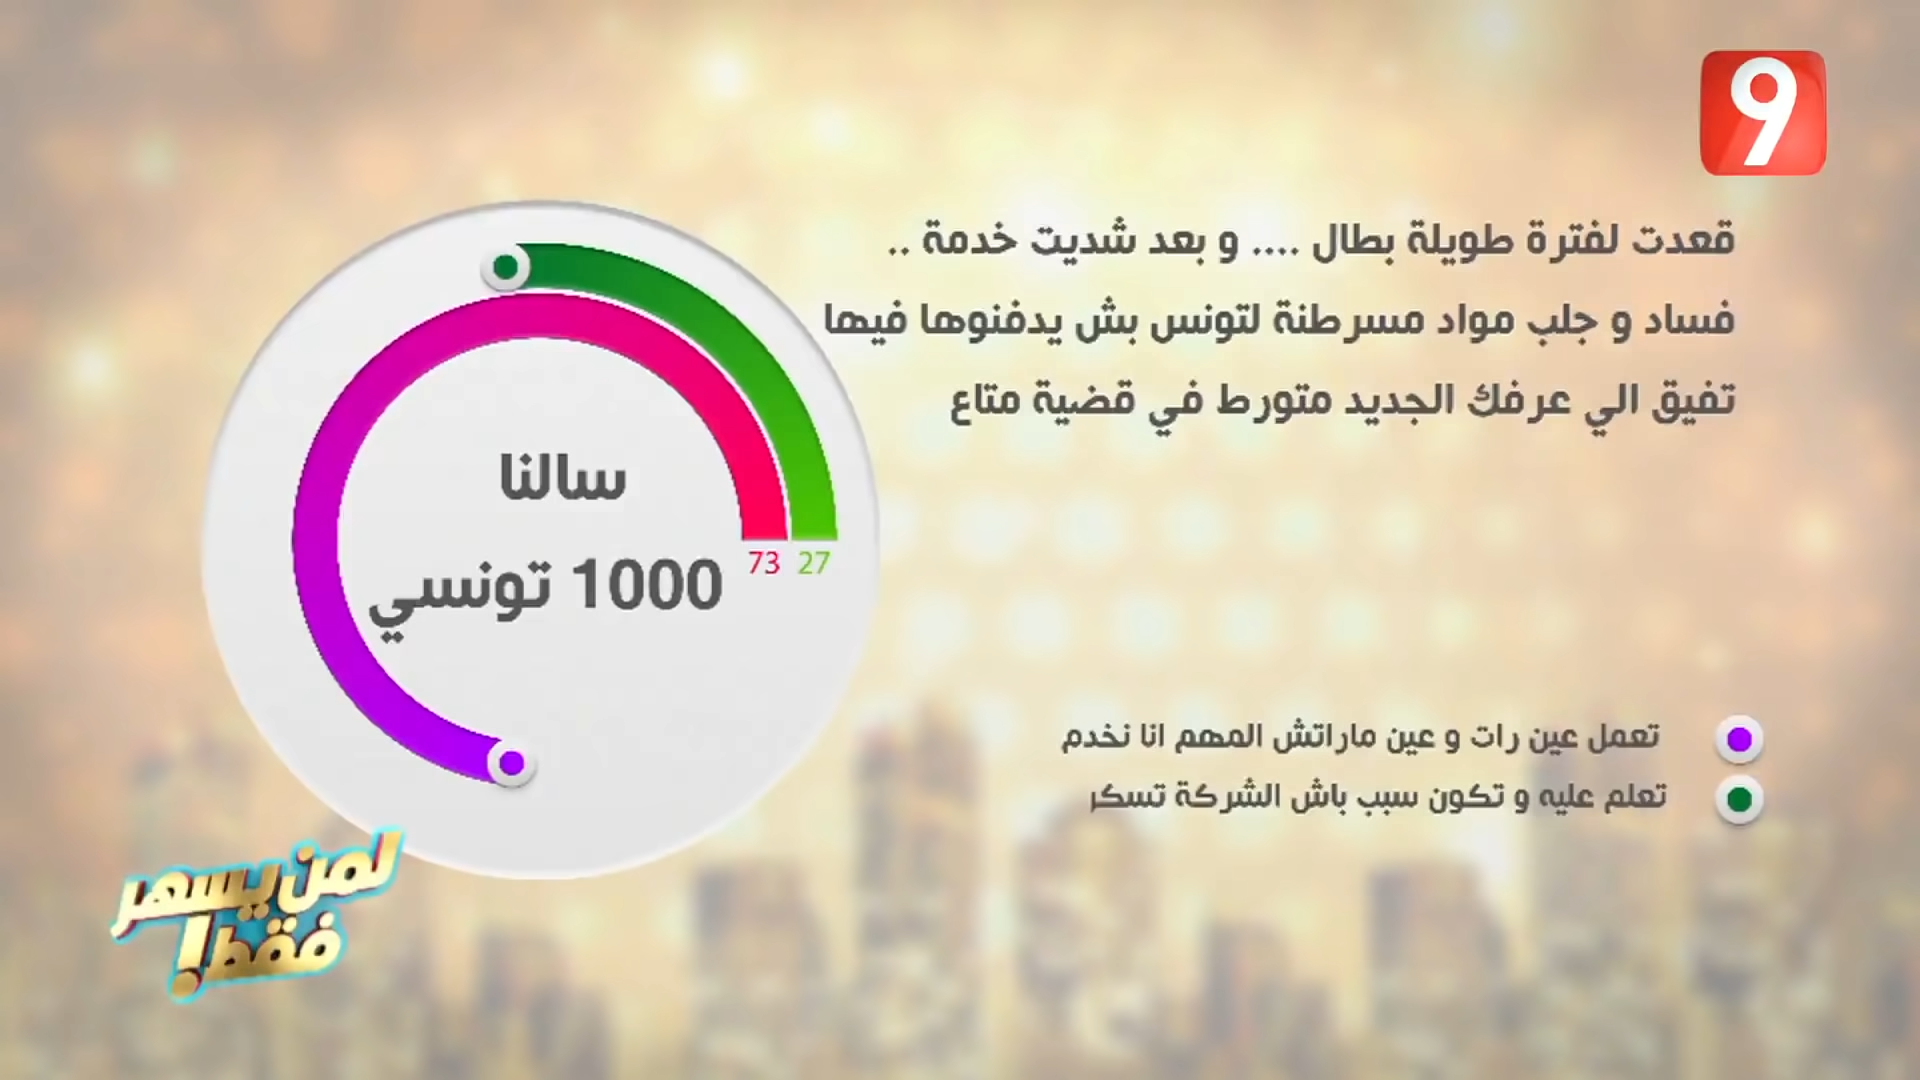 9
قعدت لفترة طويلة بطال .... و بعد شديت خدمة ..
فساد و جلب مواد مسرطنة لتونس بش يدفنوها فيها
تفيق الي عرفك الجديد متورط في قضية متاع
سالنا
1000 تونسي
73 27
تعمل عين رات و عين ماراتش المهم انا نخدم
تعلم عليه و تكون سبب باش الشركة تسكر
لمن يسهر
فقط!